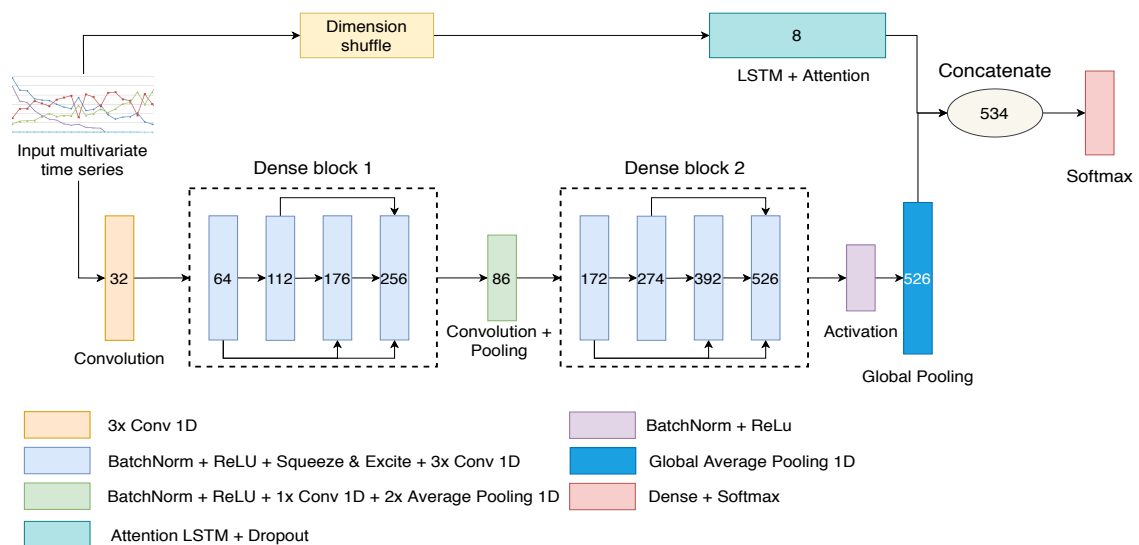 Dimension
shuffle
8
LSTM + Attention
Concatenate
534
Softmax
Input multivariate
time series
Dense block 1
Dense block 2
32
64
112
176
256
86
172
274
392
526
526
Convolution
Convolution +
Pooling
Activation
Global Pooling
3x Conv 1D
BatchNorm + ReLU + Squeeze & Excite + 3x Conv 1D
BatchNorm + ReLU + 1x Conv 1D + 2x Average Pooling 1D
Attention LSTM + Dropout
BatchNorm + ReLu
Global Average Pooling 1D
Dense + Softmax